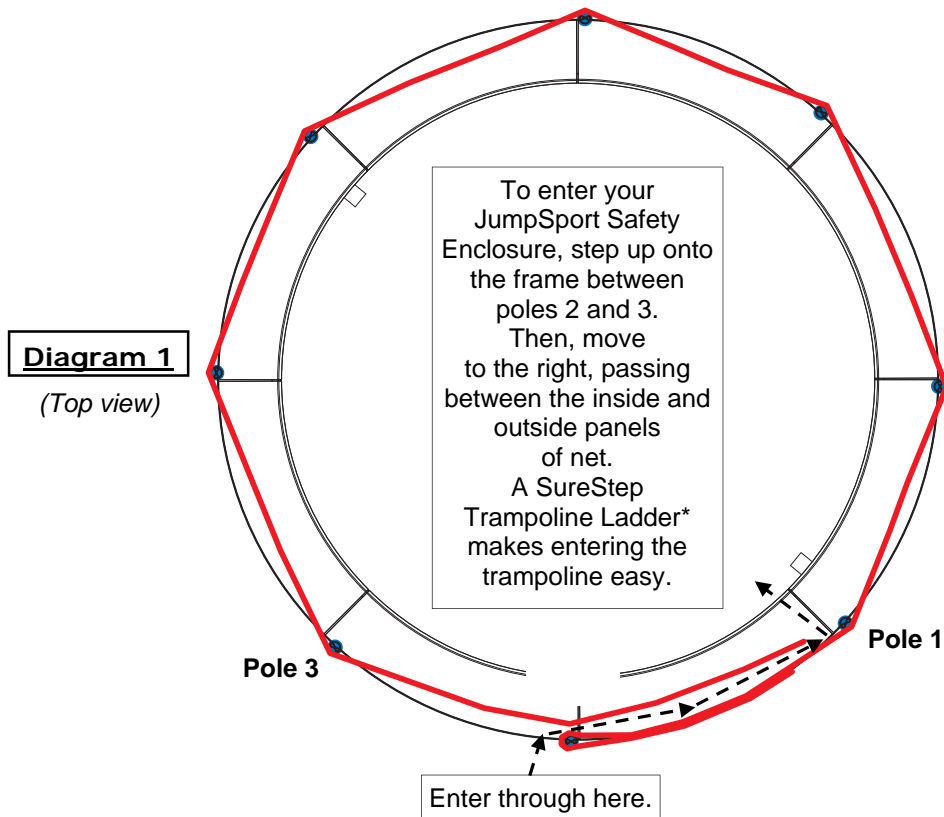 To enter your
JumpSport Safety
Enclosure, step up onto
the frame between
poles 2 and 3.
Then, move
to the right, passing
between the inside and
outside panels
of net.
A SureStep
Trampoline Ladder*
makes entering the
trampoline easy.
Diagram 1
(Top view)
Pole 3
Pole 1
Enter through here.